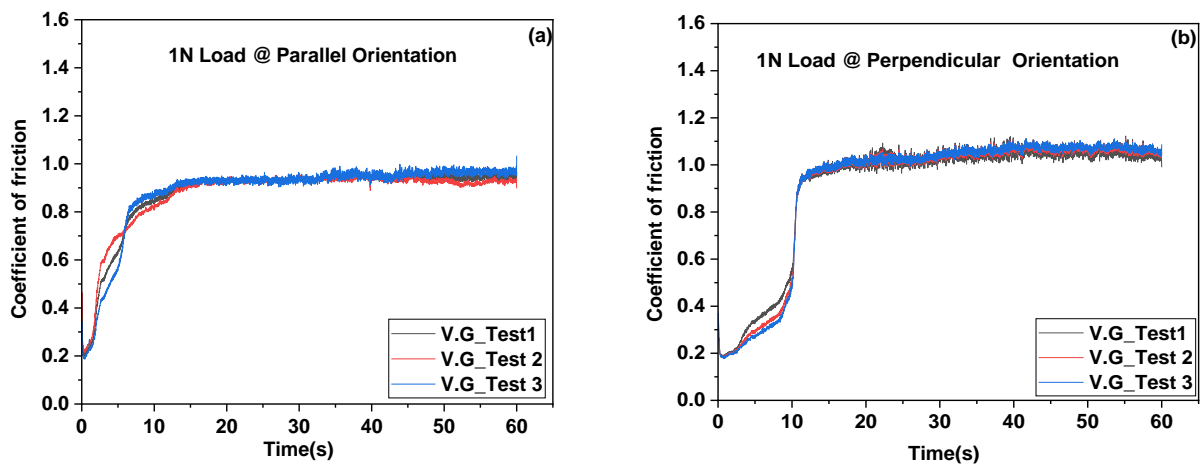 (a)
1N Load @ Parallel Orientation
Coefficient of friction
1.6
1.4
1.2
1.0
0.8
0.6
0.4
0.2
0.0
V.G_Test1
V.G_Test 2
V.G_Test 3
0 10 20 30 40 50 60
Time(s)
(b)
1N Load @ Perpendicular Orientation
Coefficient of friction
1.6
1.4
1.2
1.0
0.8
0.6
0.4
0.2
0.0
V.G_Test1
V.G_Test 2
V.G_Test 3
0 10 20 30 40 50 60
Time(s)